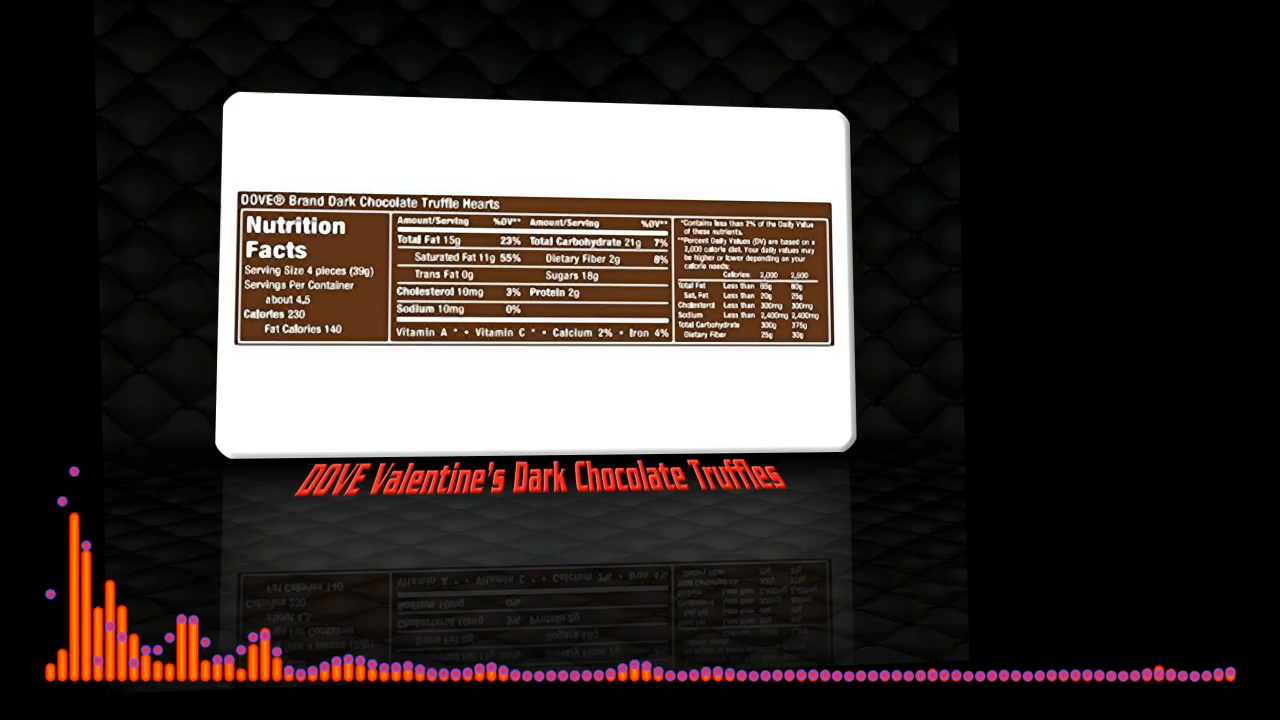 DOVE® Brand Dark Chocolate Truffle Hearts
Nutrition
Facts
Serving Size 4 pieces (39g)
Servings Per Container
about 4.5
Calories 230
Fat Calories 140
Amount/Serving %DV** Amount/Serving %DV**
Total Fat 15g 23% Total Carbohydrate 21g 7%
Saturated Fat 11g 55% Dietary Fiber 2g 8%
Trans Fat 0g Sugars 18g
Cholesterol 10mg 3% Protein 2g
Sodium 10mg 0%
Vitamin A * • Vitamin C * • Calcium 2% • Iron 4%
*Contains less than 2% of the Daily Value
of these nutrients.
**Percent Daily Values (DV) are based on a
2,000 calorie diet. Your daily values may
be higher or lower depending on your
calorie needs:
Calories: 2,000 2,500
Total Fat Less than 65g 80g
Sat. Fat Less than 20g 25g
Cholesterol Less than 300mg 300mg
Sodium Less than 2,400mg 2,400mg
Total Carbohydrate 300g 375g
Dietary Fiber 25g 30g
DOVE Valentine's Dark Chocolate Truffles